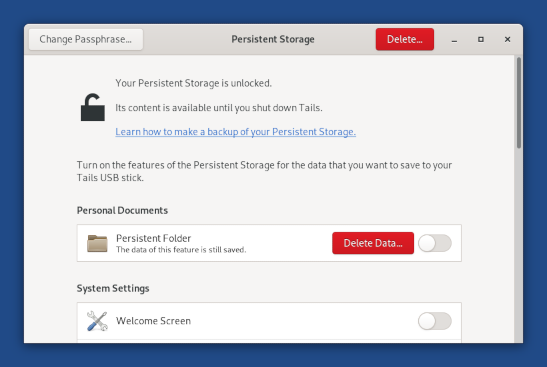 Change Passphrase...
Persistent Storage
Delete...
Your Persistent Storage is unlocked.
Its content is available until you shut down Tails.
Learn how to make a backup of your Persistent Storage.
Turn on the features of the Persistent Storage for the data that you want to save to your
Tails USB stick.
Personal Documents
Persistent Folder
The data of this feature is still saved.
Delete Data...
System Settings
Welcome Screen